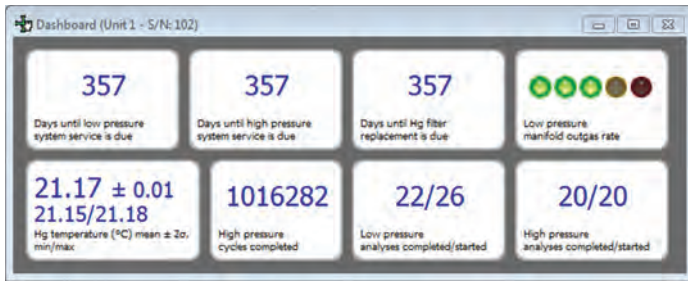 Dashboard (Unit 1 - S/N: 102)
357
Days until low pressure
system service is due
357
Days until high pressure
system service is due
357
Days until Hg filter
replacement is due
Low pressure
manifold outgas rate
21.17 ± 0.01
21.15/21.18
Hg temperature (°C) mean ± 2σ,
min/max
1016282
High pressure
cycles completed
22/26
Low pressure
analyses completed/started
20/20
High pressure
analyses completed/started